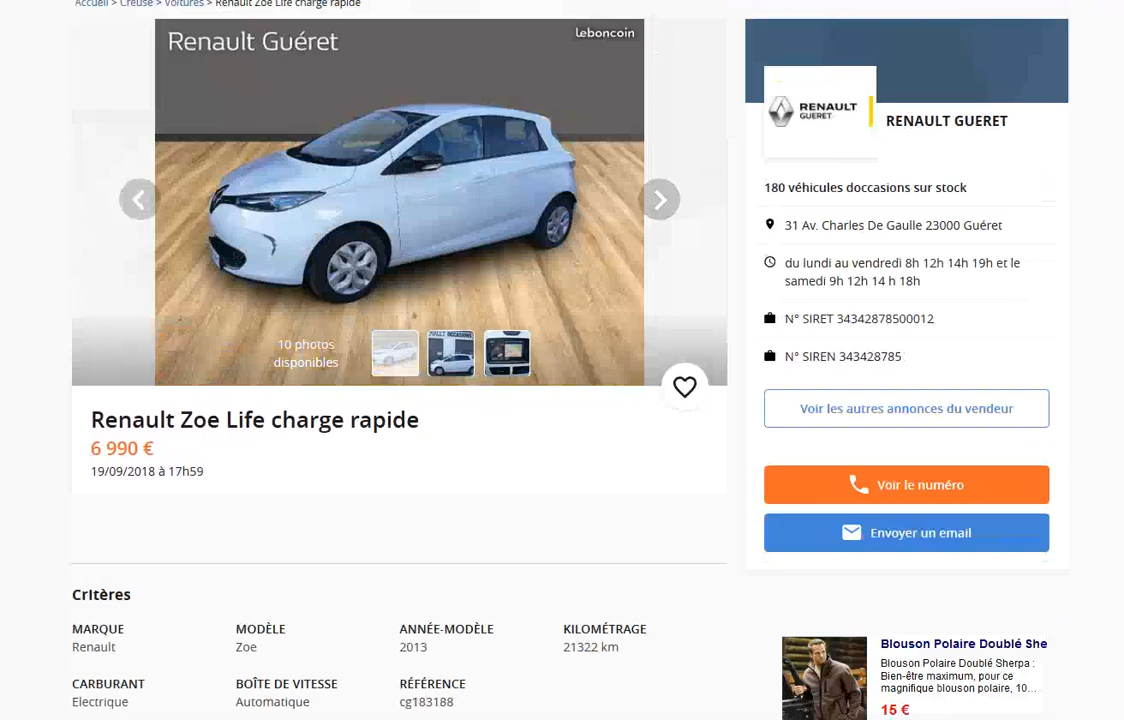 Accueil > Creuse > Voitures > Renault Zoe Life charge rapide
Renault Guéret
leboncoin
10 photos
disponibles
Renault Zoe Life charge rapide
6 990 €
19/09/2018 à 17h59
Critères
MARQUE
Renault
MODÈLE
Zoe
ANNÉE-MODÈLE
2013
KILOMÉTRAGE
21322 km
CARBURANT
Electrique
BOÎTE DE VITESSE
Automatique
RÉFÉRENCE
cg183188
RENAULT
GUERET
RENAULT GUERET
180 véhicules doccasions sur stock
31 Av. Charles De Gaulle 23000 Guéret
du lundi au vendredi 8h 12h 14h 19h et le
samedi 9h 12h 14 h 18h
N° SIRET 34342878500012
N° SIREN 343428785
Voir les autres annonces du vendeur
Voir le numéro
Envoyer un email
Blouson Polaire Doublé She
Blouson Polaire Doublé Sherpa :
Bien-être maximum, pour ce
magnifique blouson polaire, 10...
15 €